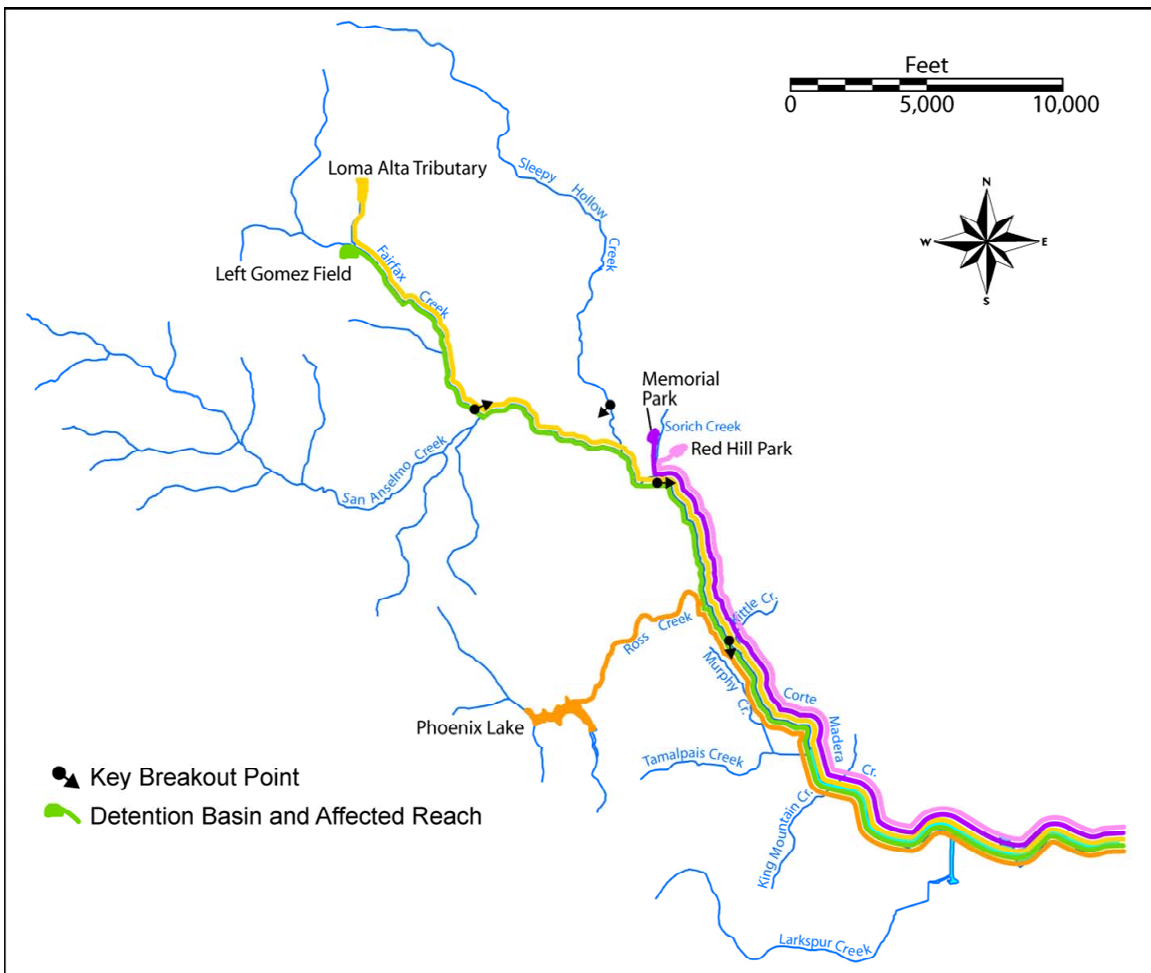 Feet
0 5,000 10,000
N
W E
S
Sleepy Hollow Creek
Loma Alta Tributary
Left Gomez Field
Fairfax Creek
Memorial
Park
Sorich Creek
Red Hill Park
San Anselmo Creek
Ross Creek
Murphy Cr.
Corte Madera Cr.
Phoenix Lake
Tamalpais Creek
King Mountain Cr.
Larkspur Creek
Key Breakout Point
Detention Basin and Affected Reach